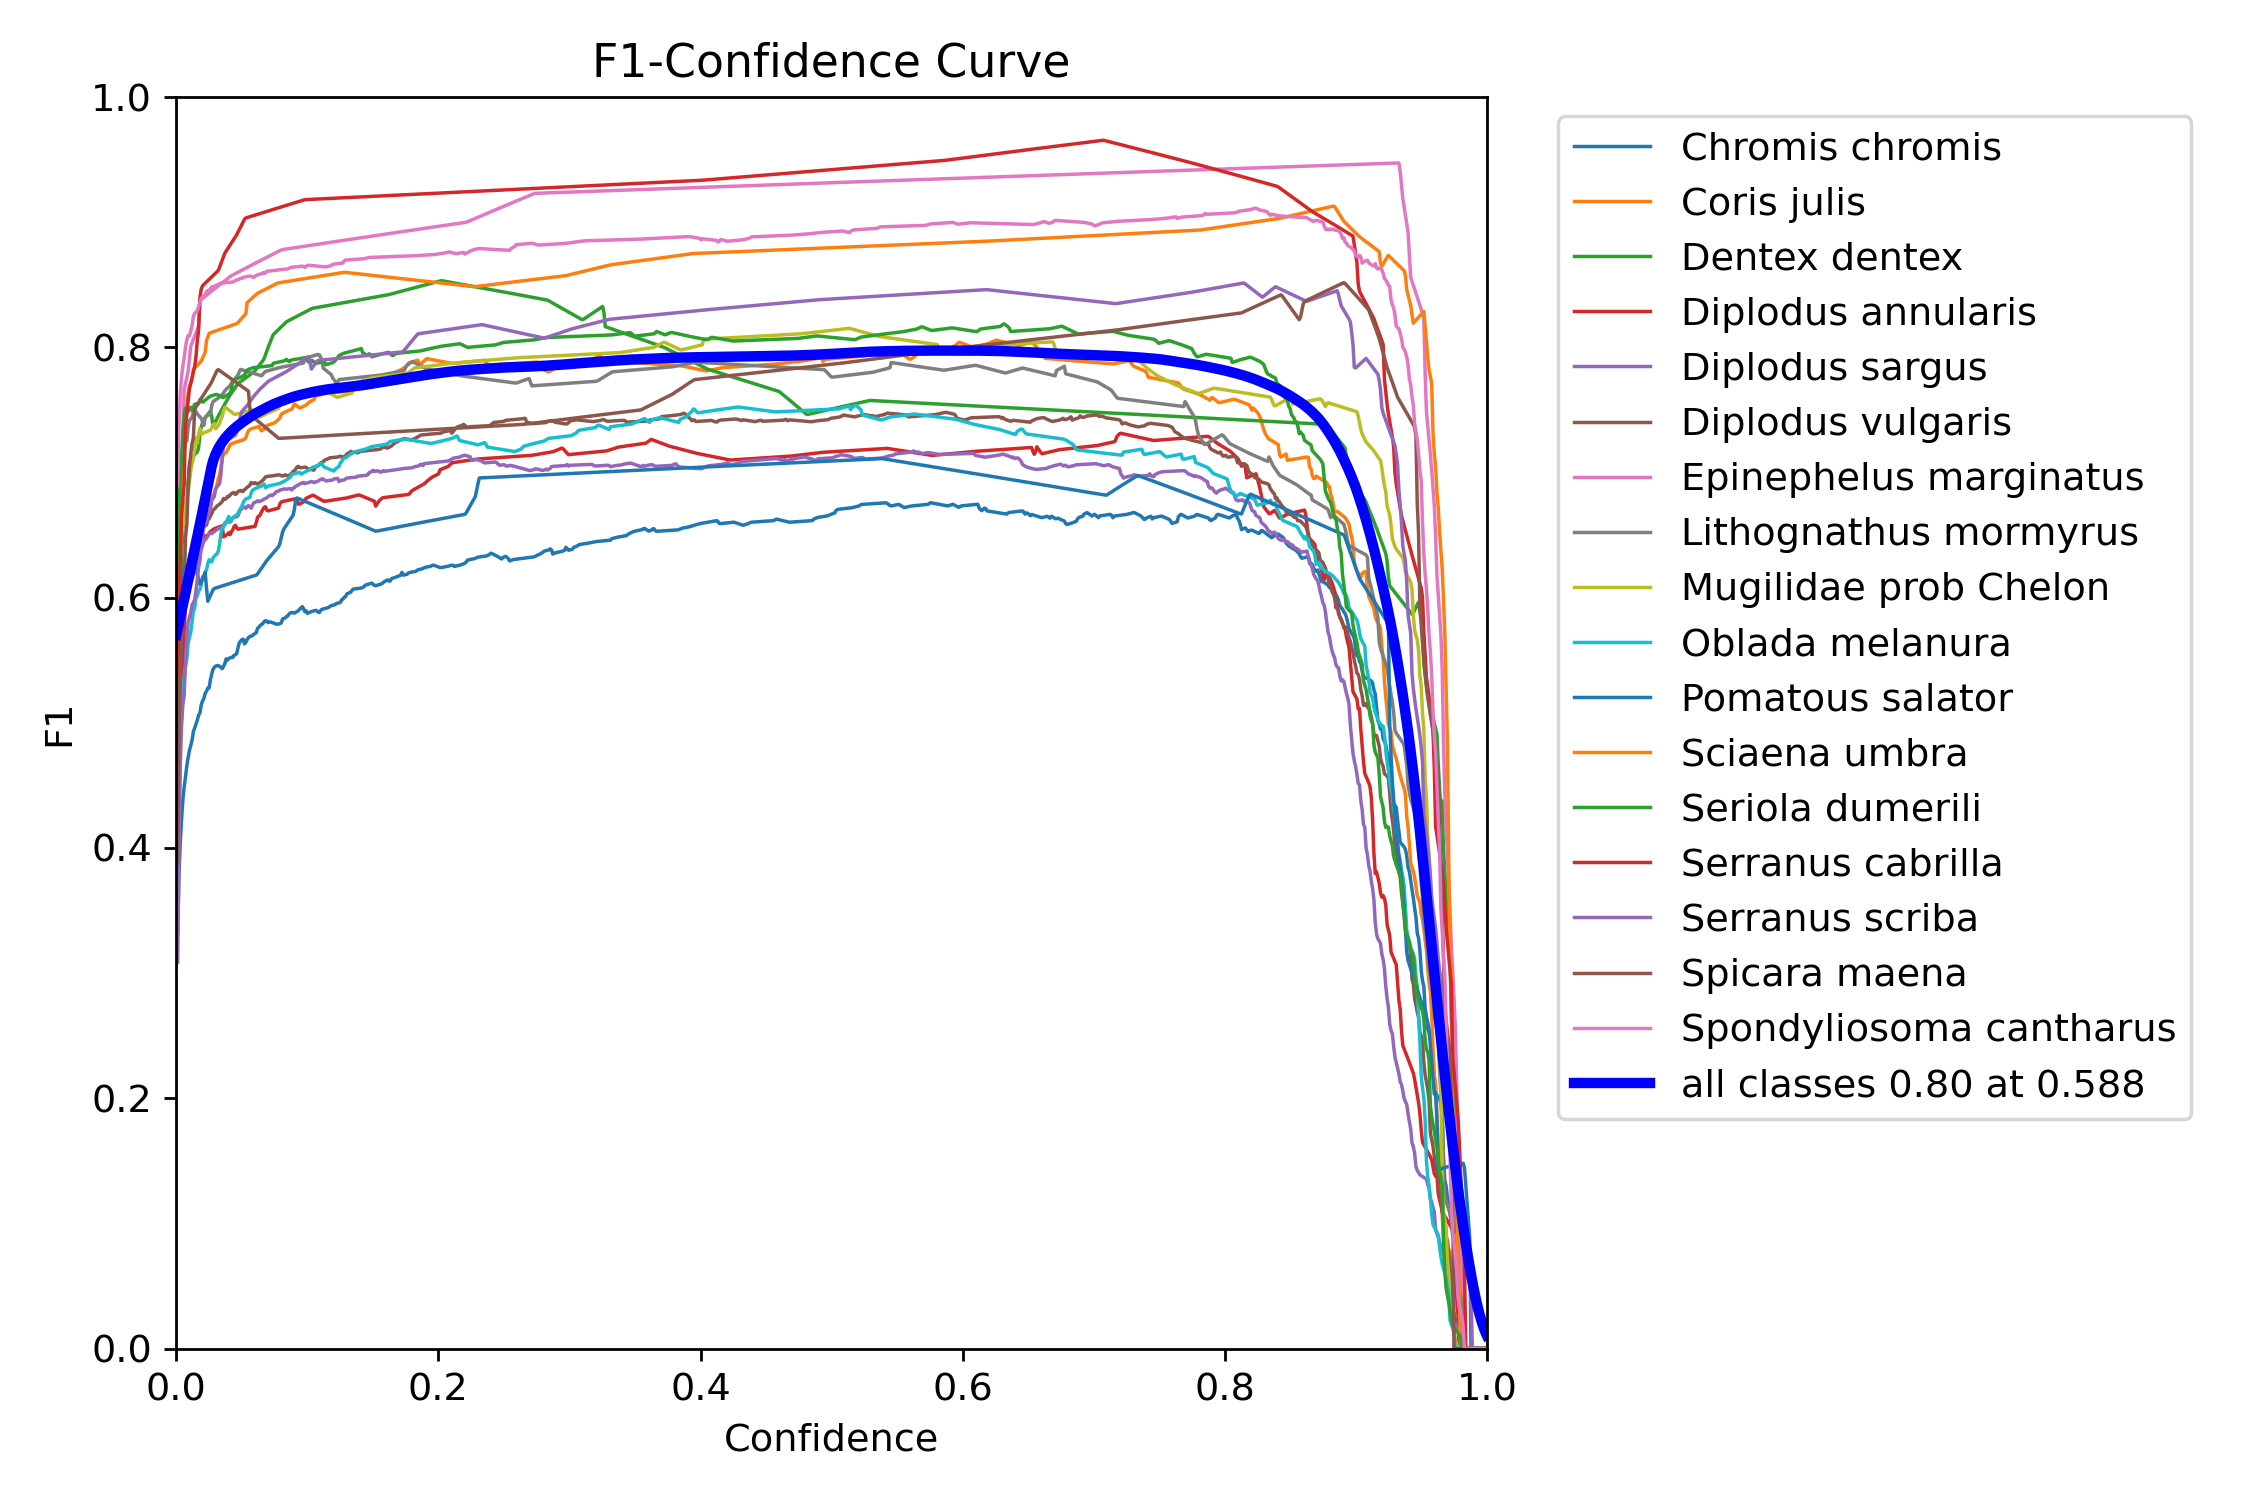 F1-Confidence Curve
1.0
0.8
0.6
0.4
0.2
0.0
F1
0.0 0.2 0.4 0.6 0.8 1.0
Confidence
Chromis chromis
Coris julis
Dentex dentex
Diplodus annularis
Diplodus sargus
Diplodus vulgaris
Epinephelus marginatus
Lithognathus mormyrus
Mugilidae prob Chelon
Oblada melanura
Pomatous salator
Sciaena umbra
Seriola dumerili
Serranus cabrilla
Serranus scriba
Spicara maena
Spondyliosoma cantharus
all classes 0.80 at 0.588